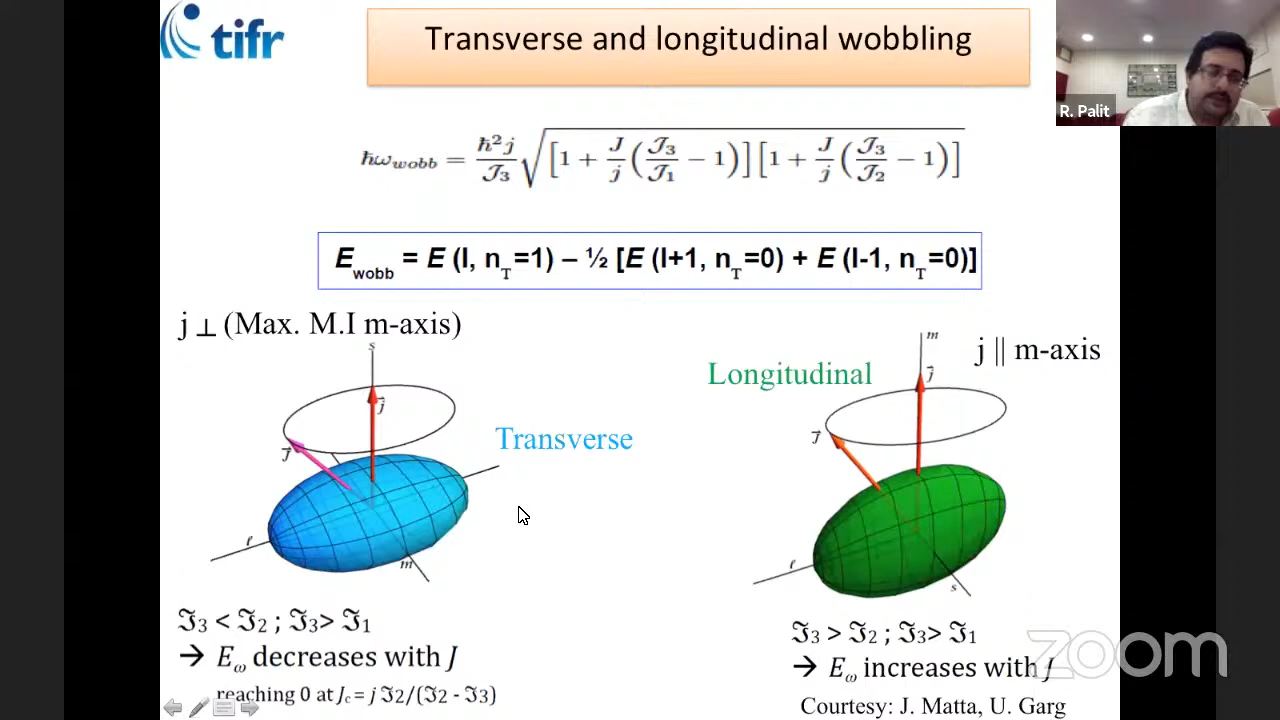 tifr
Transverse and longitudinal wobbling
R. Palit
ħω_wobb = ħ²j/𝒥₃ √[1 + J/j(𝒥₃/𝒥₁ − 1)][1 + J/j(𝒥₃/𝒥₂ − 1)]
E_wobb = E (I, n_T=1) – ½ [E (I+1, n_T=0) + E (I-1, n_T=0)]
j ⊥ (Max. M.I m-axis)
j || m-axis
Longitudinal
Transverse
s
j
J
ℓ
m
m
j
J
ℓ
s
ℑ₃ < ℑ₂ ; ℑ₃> ℑ₁
→ E_ω decreases with J
reaching 0 at J_c = j ℑ₂/(ℑ₂ - ℑ₃)
ℑ₃ > ℑ₂ ; ℑ₃> ℑ₁
→ E_ω increases with J
Courtesy: J. Matta, U. Garg
zoom